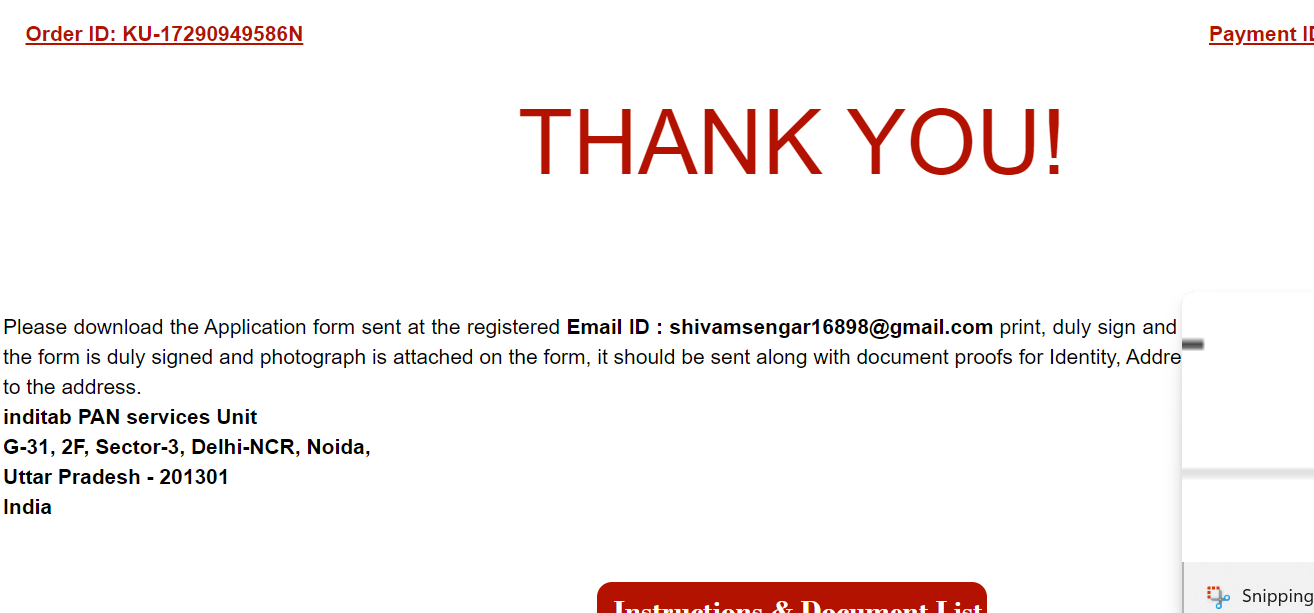 Order ID: KU-17290949586N
Payment ID
THANK YOU!
Please download the Application form sent at the registered Email ID : shivamsengar16898@gmail.com print, duly sign and
the form is duly signed and photograph is attached on the form, it should be sent along with document proofs for Identity, Addre
to the address.
inditab PAN services Unit
G-31, 2F, Sector-3, Delhi-NCR, Noida,
Uttar Pradesh - 201301
India
Instructions & Document List
Snipping